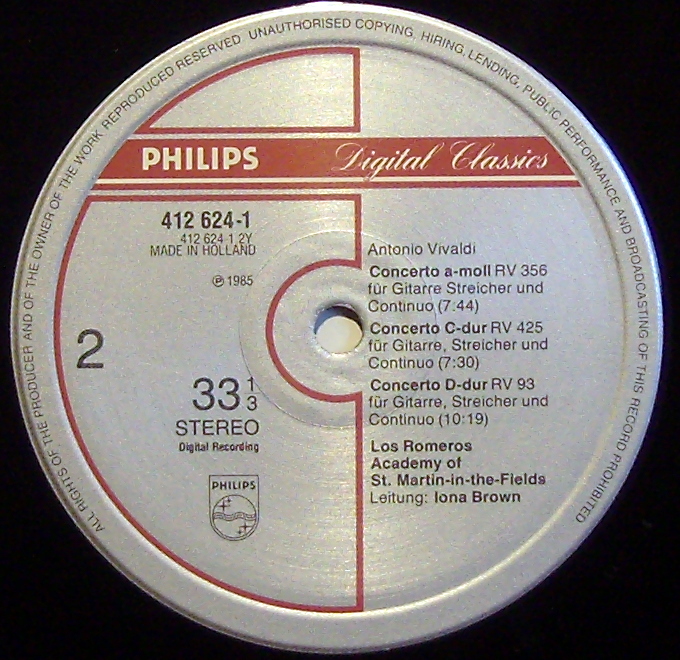 ALL RIGHTS OF THE PRODUCER AND OF THE OWNER OF THE WORK REPRODUCED RESERVED UNAUTHORISED COPYING, HIRING, LENDING, PUBLIC PERFORMANCE AND BROADCASTING OF THIS RECORD PROHIBITED
PHILIPS Digital Classics
412 624-1
412 624 1 2Y
MADE IN HOLLAND
℗ 1985
2
33 1/3
STEREO
Digital Recording
PHILIPS
Antonio Vivaldi
Concerto a-moll RV 356
für Gitarre Streicher und
Continuo (7:44)
Concerto C-dur RV 425
für Gitarre, Streicher und
Continuo (7:30)
Concerto D-dur RV 93
für Gitarre, Streicher und
Continuo (10:19)
Los Romeros
Academy of
St. Martin-in-the-Fields
Leitung: Iona Brown